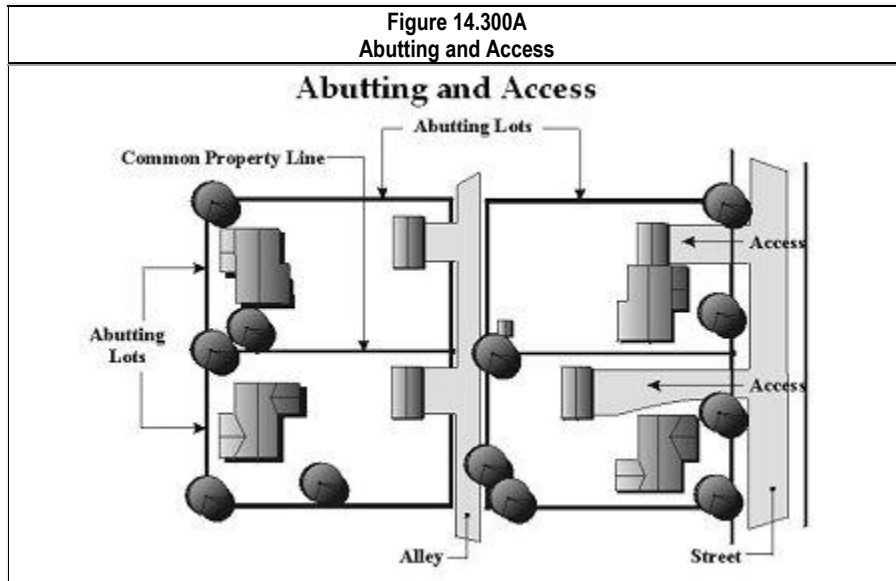 Figure 14.300A
Abutting and Access
Abutting and Access
Abutting Lots
Common Property Line
Access
Abutting
Lots
Access
Alley
Street